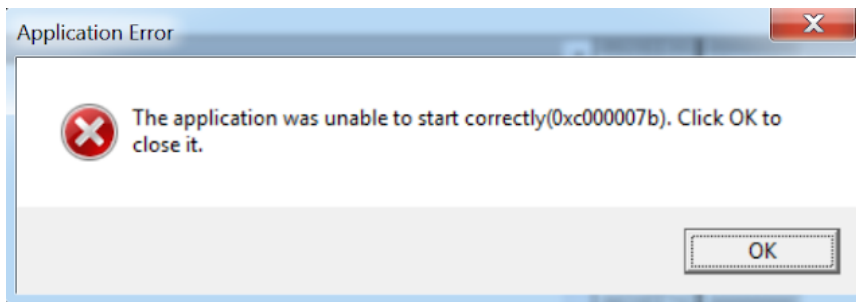 Application Error
The application was unable to start correctly(0xc000007b). Click OK to
close it.
OK